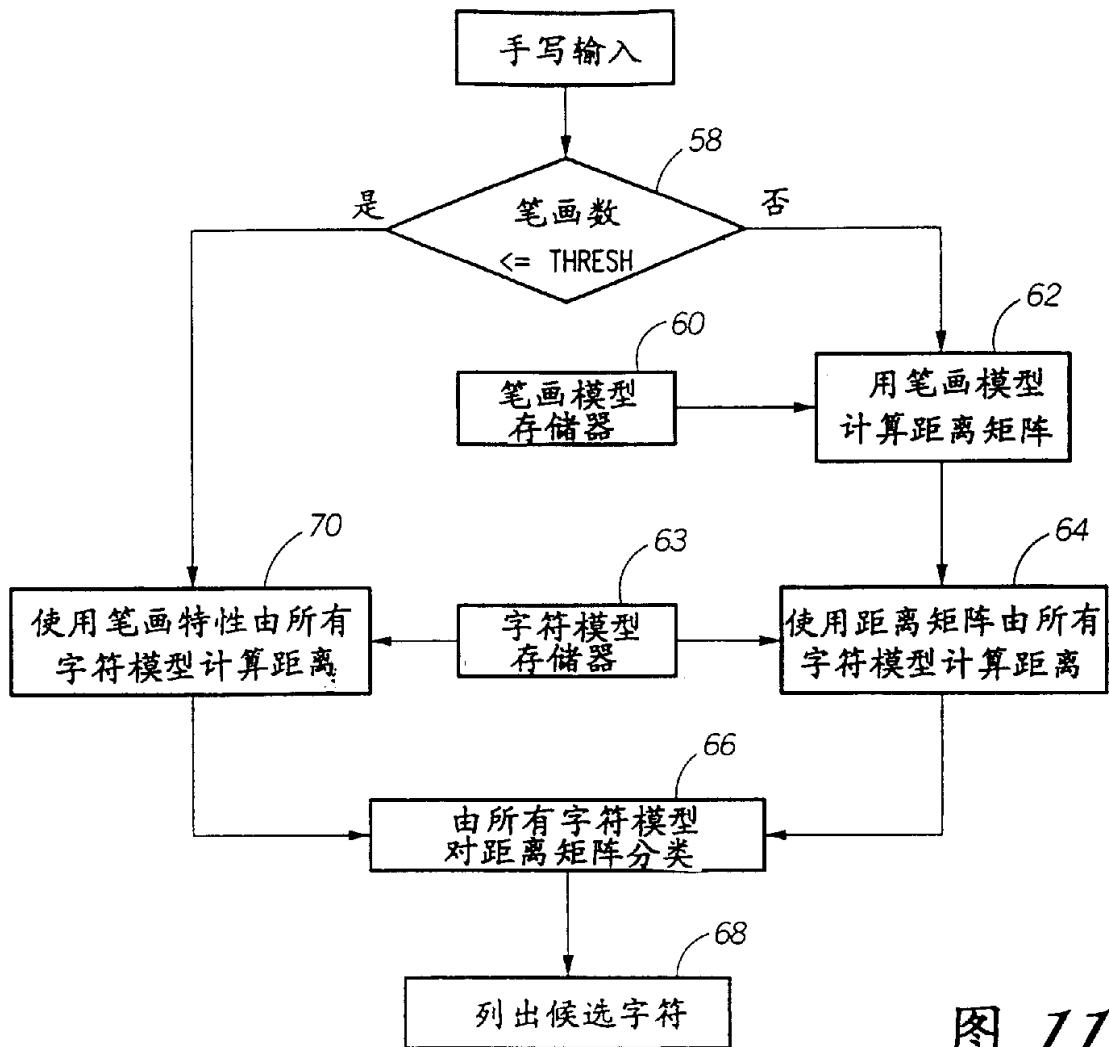 手写输入
58
是
笔画数
否
<= THRESH
60
62
笔画模型
存储器
用笔画模型
计算距离矩阵
70
63
64
使用笔画特性由所有
字符模型计算距离
字符模型
存储器
使用距离矩阵由所有
字符模型计算距离
66
由所有字符模型
对距离矩阵分类
68
列出候选字符
图 11